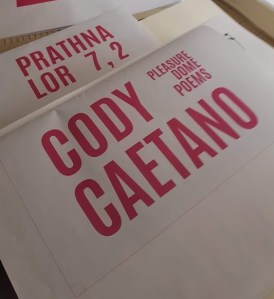 PRATHNA
LOR 7,2
CODY
PLEASURE
DOME
POEMS
CAETANO